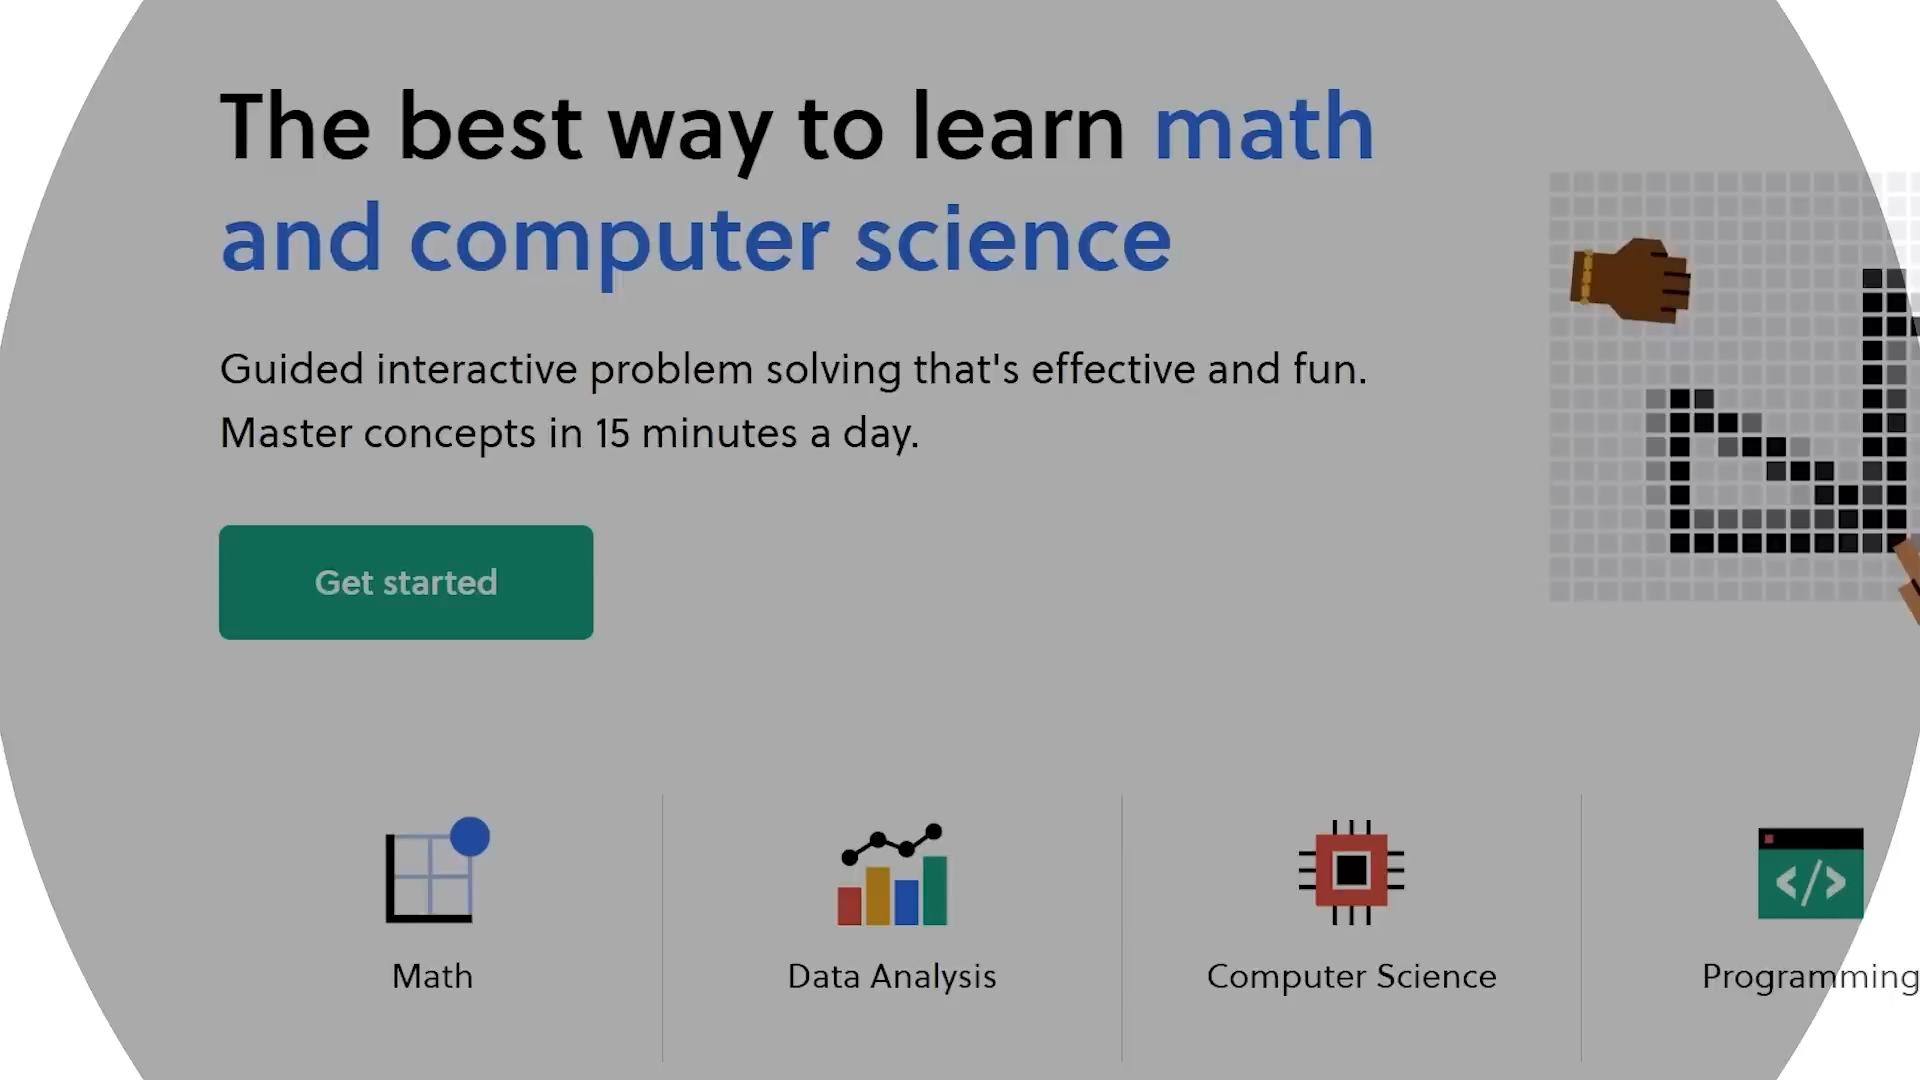 The best way to learn math
and computer science
Guided interactive problem solving that's effective and fun.
Master concepts in 15 minutes a day.
Get started
Math
Data Analysis
Computer Science
Programming